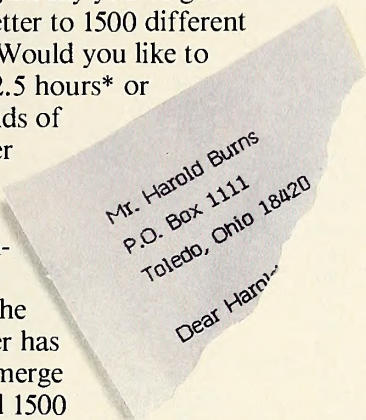 etter to 1500 different
Would you like to
2.5 hours* or
ds of
er
Mr. Harold Burns
P.O. Box 1111
Toledo, Ohio 18420
Dear Harol
-
he
er has
merge
1500